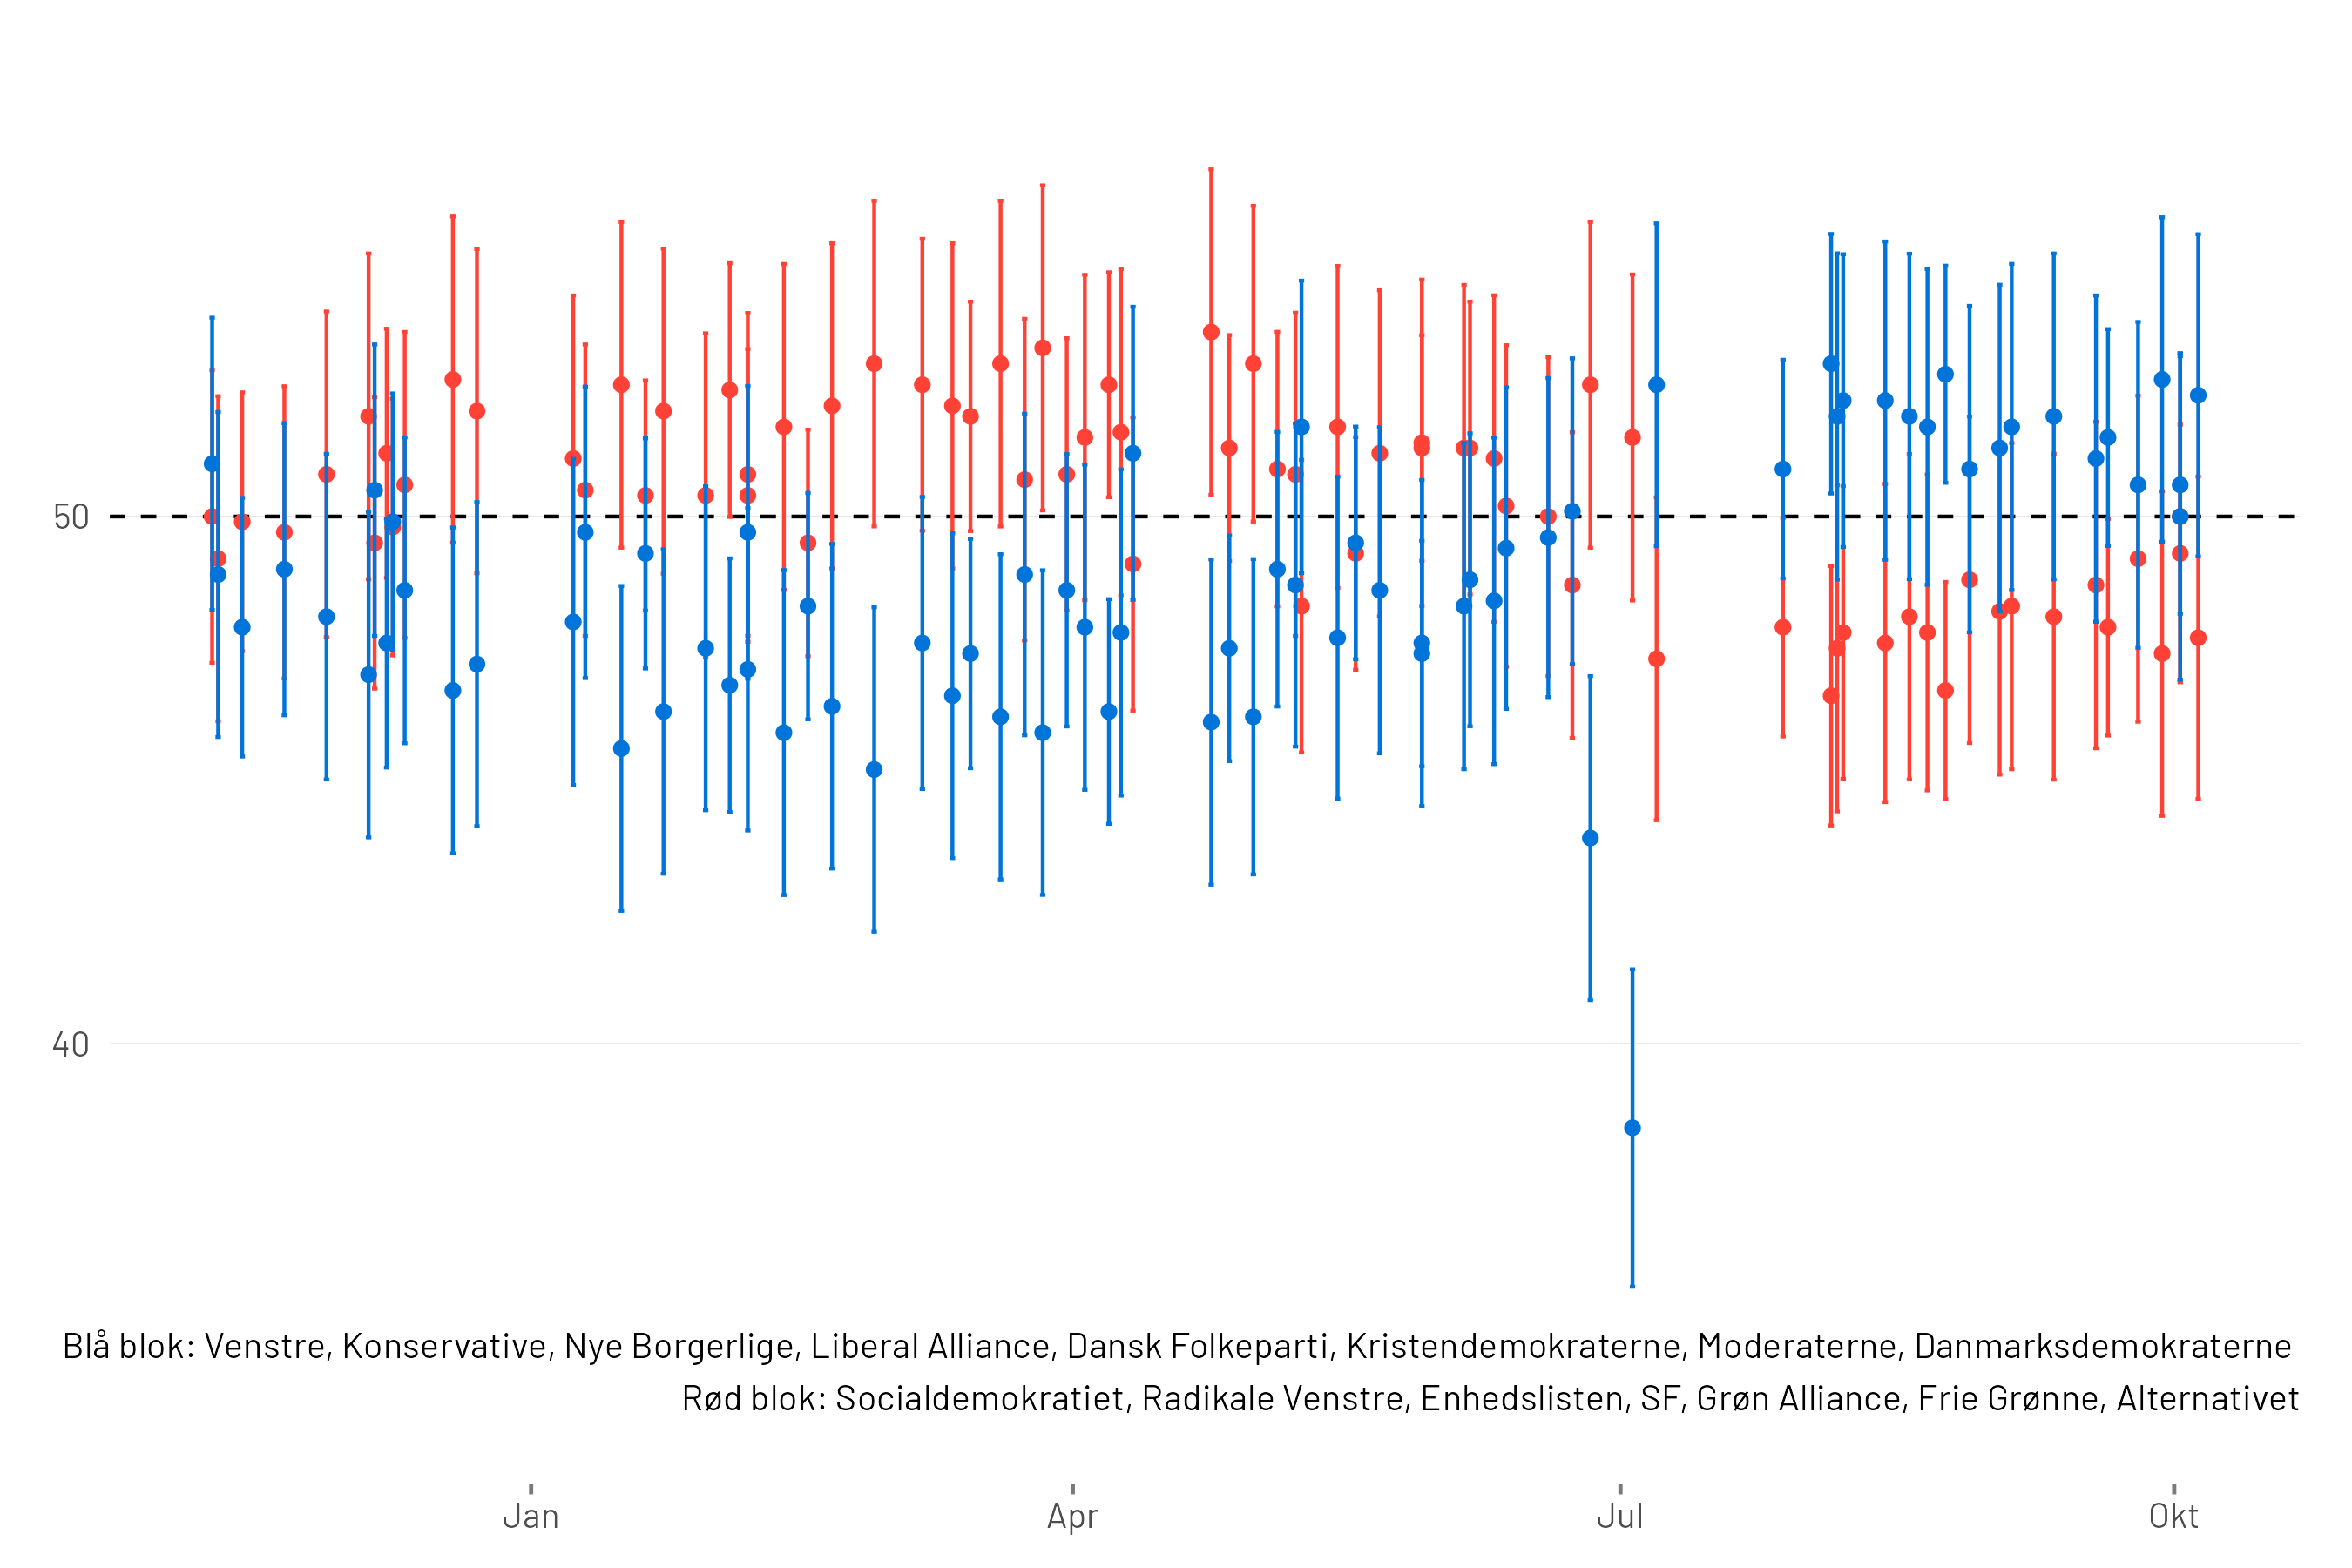 50
40
Blå blok: Venstre, Konservative, Nye Borgerlige, Liberal Alliance, Dansk Folkeparti, Kristendemokraterne, Moderaterne, Danmarksdemokraterne
Rød blok: Socialdemokratiet, Radikale Venstre, Enhedslisten, SF, Grøn Alliance, Frie Grønne, Alternativet
Jan Apr Jul Okt